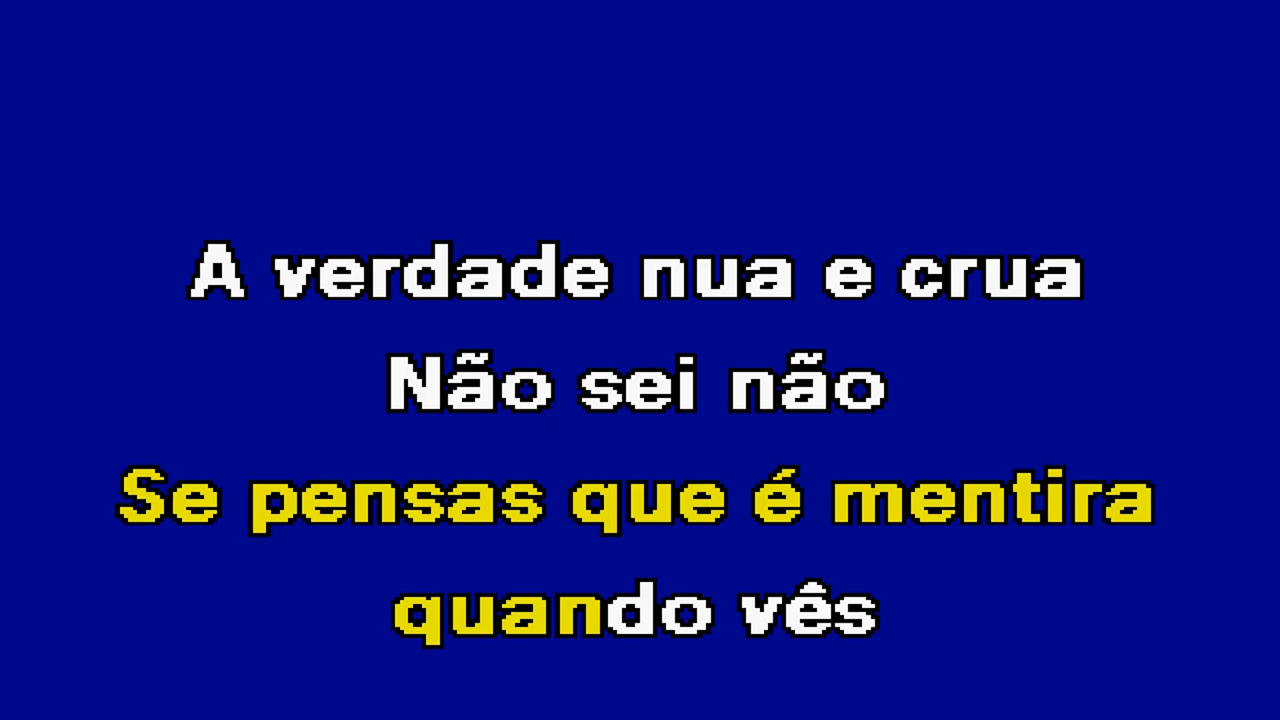 A verdade nua e crua
Não sei não
Se pensas que é mentira
quando vês